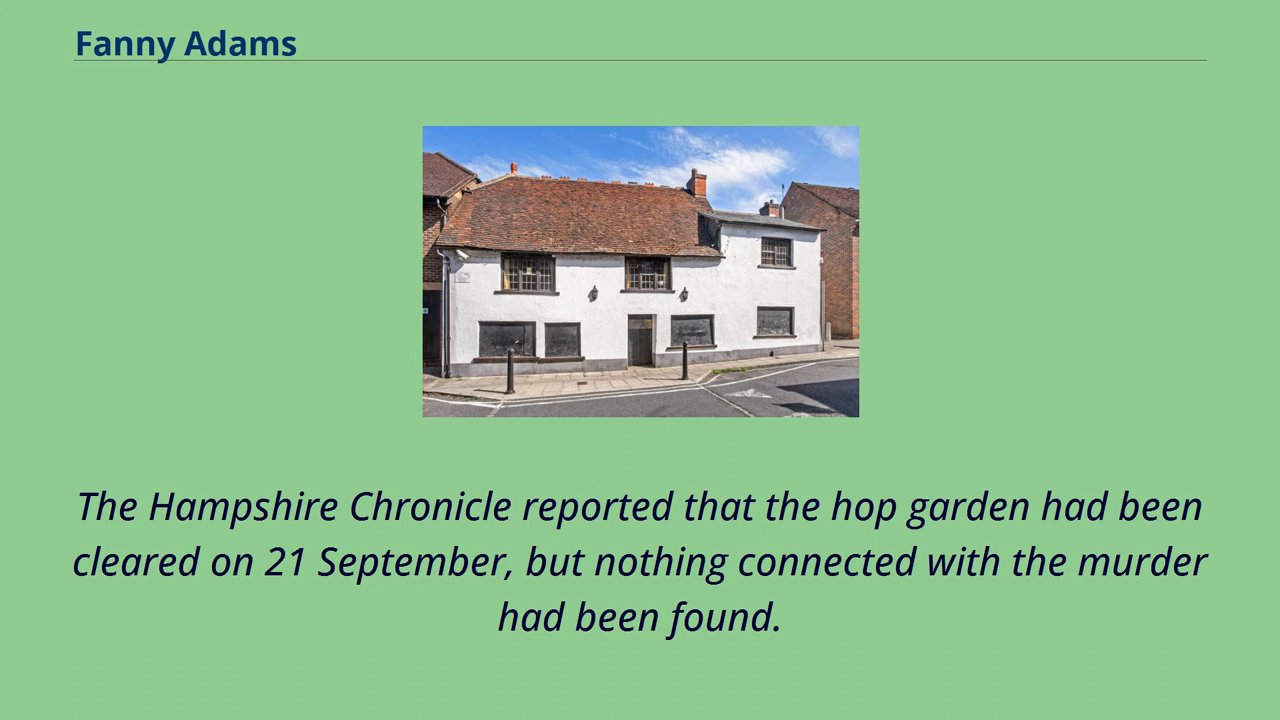 Fanny Adams
The Hampshire Chronicle reported that the hop garden had been
cleared on 21 September, but nothing connected with the murder
had been found.